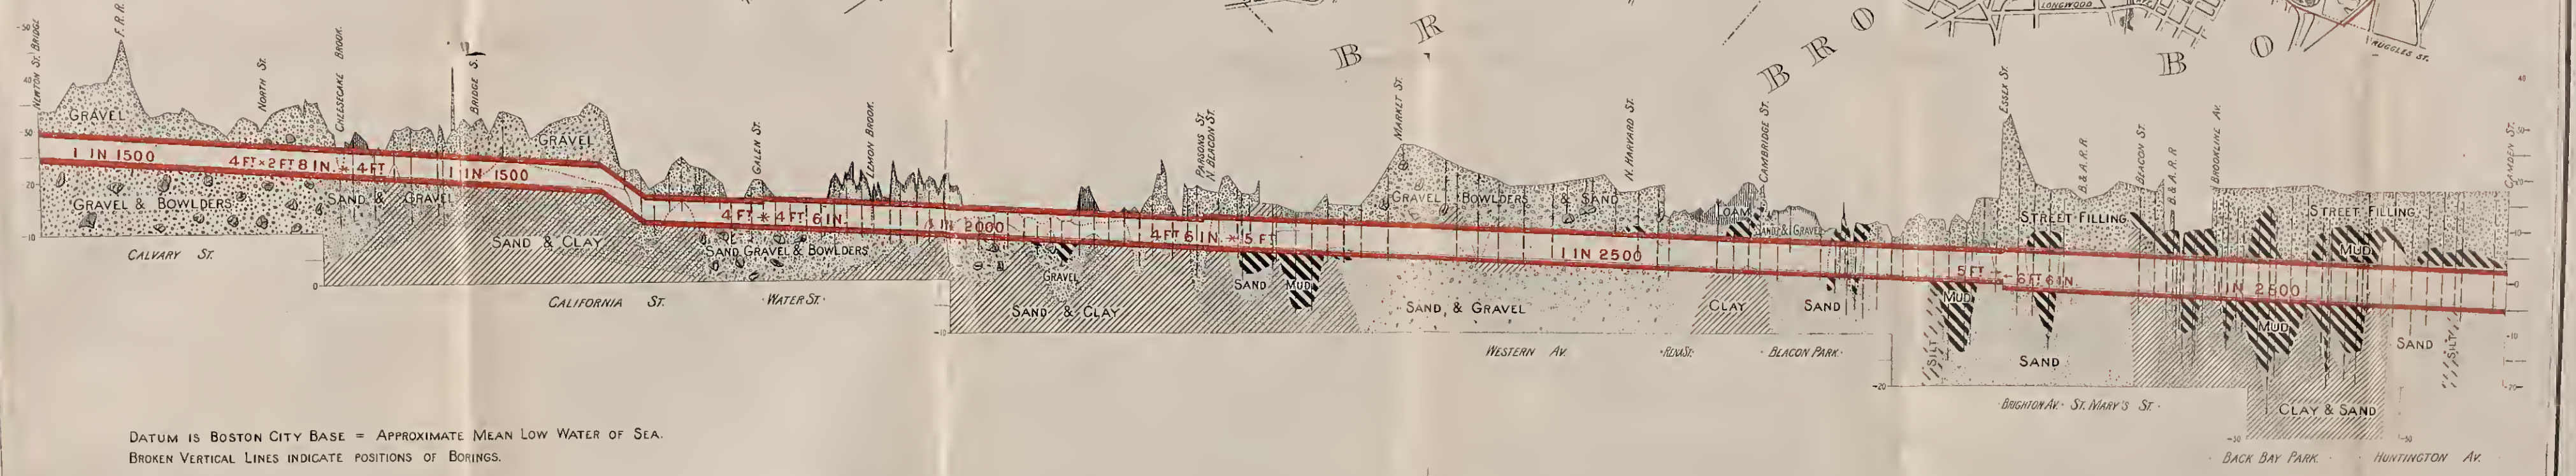 B R
B R O
B O
LONGWOOD
RUGGLES ST.
NEWTON ST. BRIDGE
F. R. R.
NORTH ST.
CHEESECAKE BROOK.
BRIDGE ST.
GALEN ST.
LEMON BROOK.
PARSONS ST.
N. BEACON ST.
MARKET ST.
N. HARVARD ST.
CAMBRIDGE ST.
ESSEX ST.
B. & A. R. R.
BEACON ST.
B. & A. R. R.
BROOKLINE AV.
CAMDEN ST.
GRAVEL
GRAVEL
GRAVEL BOWLDERS & SAND
LOAM
SAND & GRAVEL
STREET FILLING
STREET FILLING
MUD
1 IN 1500
4 FT × 2 FT 8 IN. * 4 FT
1 IN 1500
4 FT * 4 FT 6 IN.
1 IN 2000
4 FT 6 IN * 5 FT
1 IN 2500
5 FT 6 FT 6 IN.
1 IN 2500
GRAVEL & BOWLDERS
SAND & GRAVEL
SAND & CLAY
SAND GRAVEL & BOWLDERS
GRAVEL
SAND & CLAY
SAND
MUD
SAND & GRAVEL
CLAY
SAND
SILT
MUD
SAND
MUD
SAND
SILT
CLAY & SAND
CALVARY ST.
CALIFORNIA ST.
WATER ST.
WESTERN AV.
RENA ST.
BEACON PARK.
BRIGHTON AV. ST. MARY'S ST.
BACK BAY PARK.
HUNTINGTON AV.
DATUM IS BOSTON CITY BASE = APPROXIMATE MEAN LOW WATER OF SEA.
BROKEN VERTICAL LINES INDICATE POSITIONS OF BORINGS.